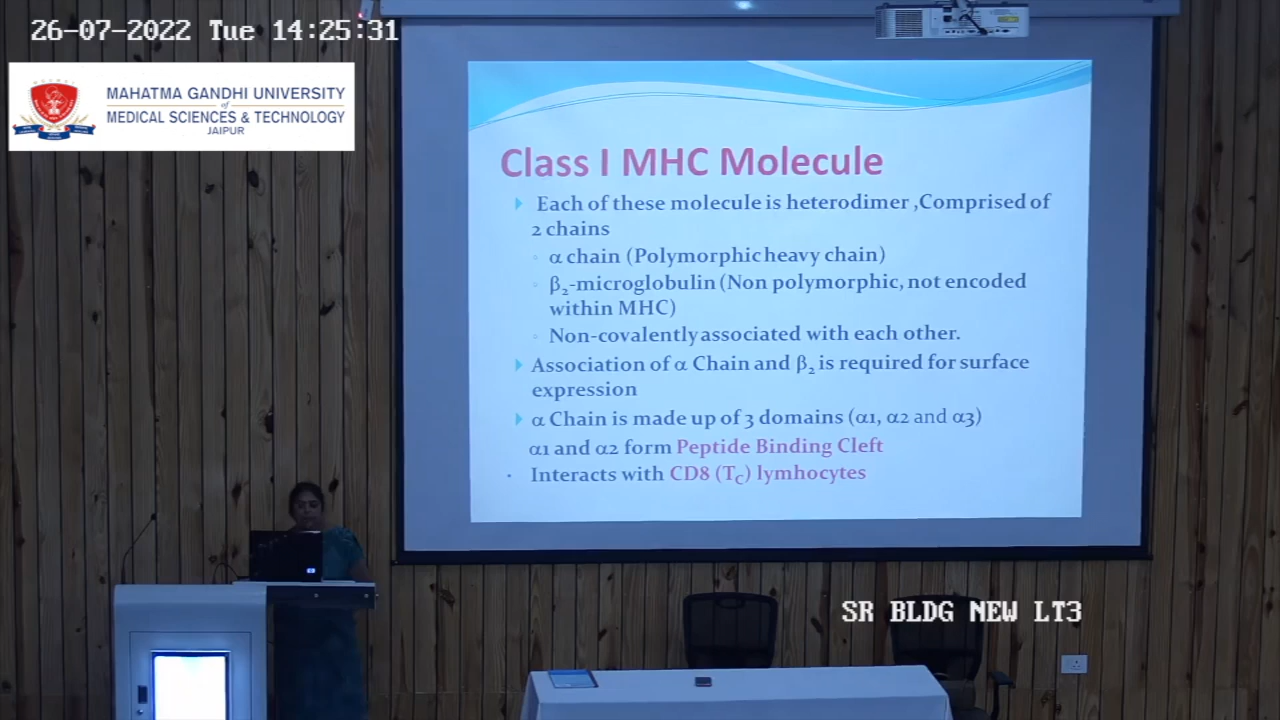 26-07-2022 Tue 14:25:31
MAHATMA GANDHI UNIVERSITY
of
MEDICAL SCIENCES & TECHNOLOGY
JAIPUR
Class I MHC Molecule
Each of these molecule is heterodimer ,Comprised of
2 chains
α chain (Polymorphic heavy chain)
β₂-microglobulin (Non polymorphic, not encoded
within MHC)
Non-covalently associated with each other.
Association of α Chain and β₂ is required for surface
expression
α Chain is made up of 3 domains (α1, α2 and α3)
α1 and α2 form Peptide Binding Cleft
Interacts with CD8 (T_C) lymhocytes
SR BLDG NEW LT3